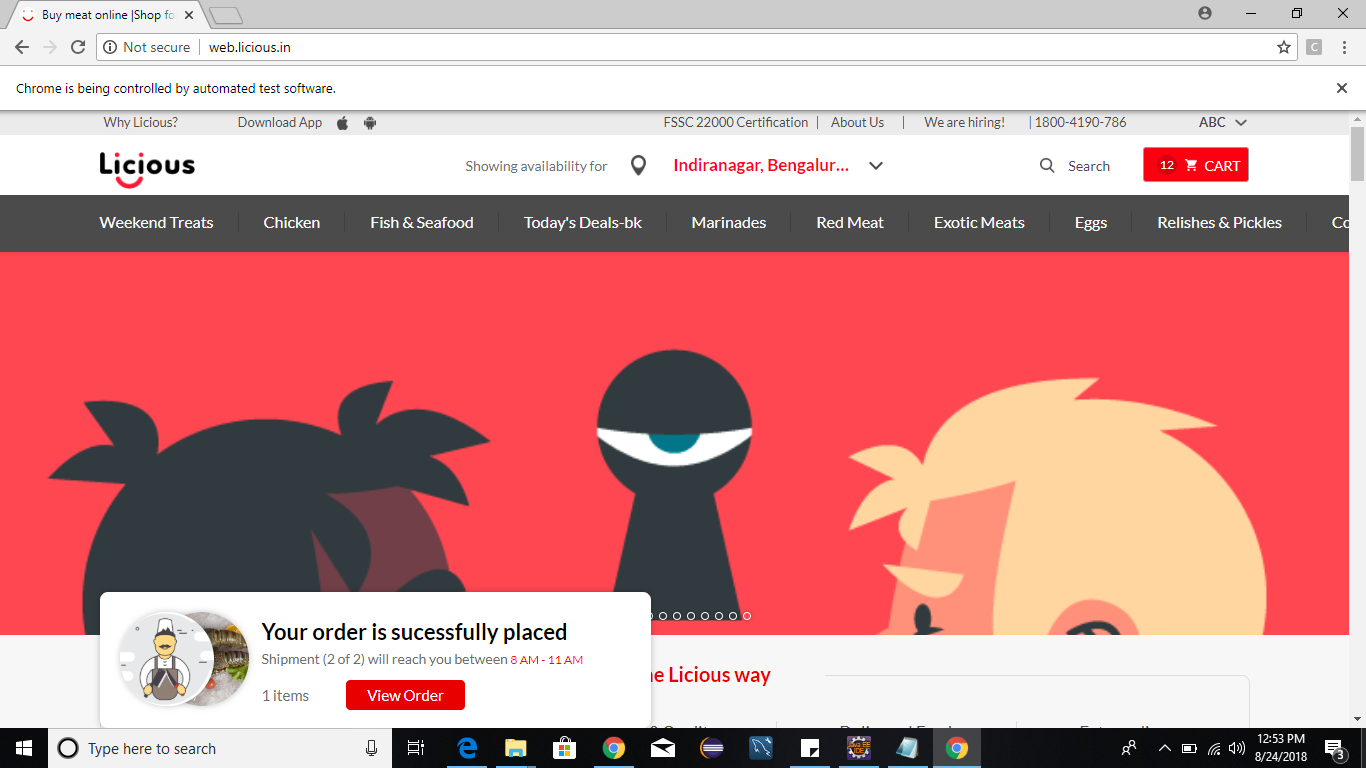 Buy meat online |Shop fo
Not secure
web.licious.in
C
Chrome is being controlled by automated test software.
Why Licious?
Download App
FSSC 22000 Certification |
About Us |
We are hiring!
| 1800-4190-786
ABC
Licious
Showing availability for
Indiranagar, Bengalur...
Search
12 CART
Weekend Treats
Chicken
Fish & Seafood
Today's Deals-bk
Marinades
Red Meat
Exotic Meats
Eggs
Relishes & Pickles
Co
Your order is sucessfully placed
Shipment (2 of 2) will reach you between 8 AM - 11 AM
1 items
View Order
he Licious way
Type here to search
12:53 PM
8/24/2018
3